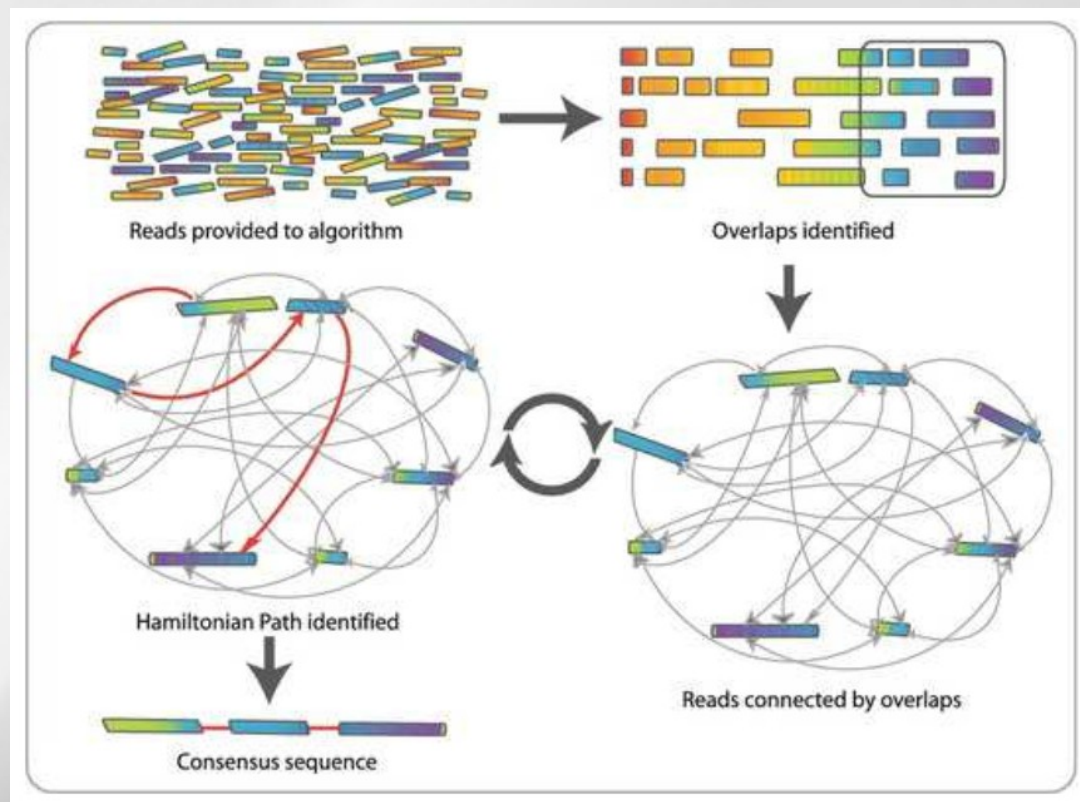 Reads provided to algorithm
Overlaps identified
Hamiltonian Path identified
Reads connected by overlaps
Consensus sequence